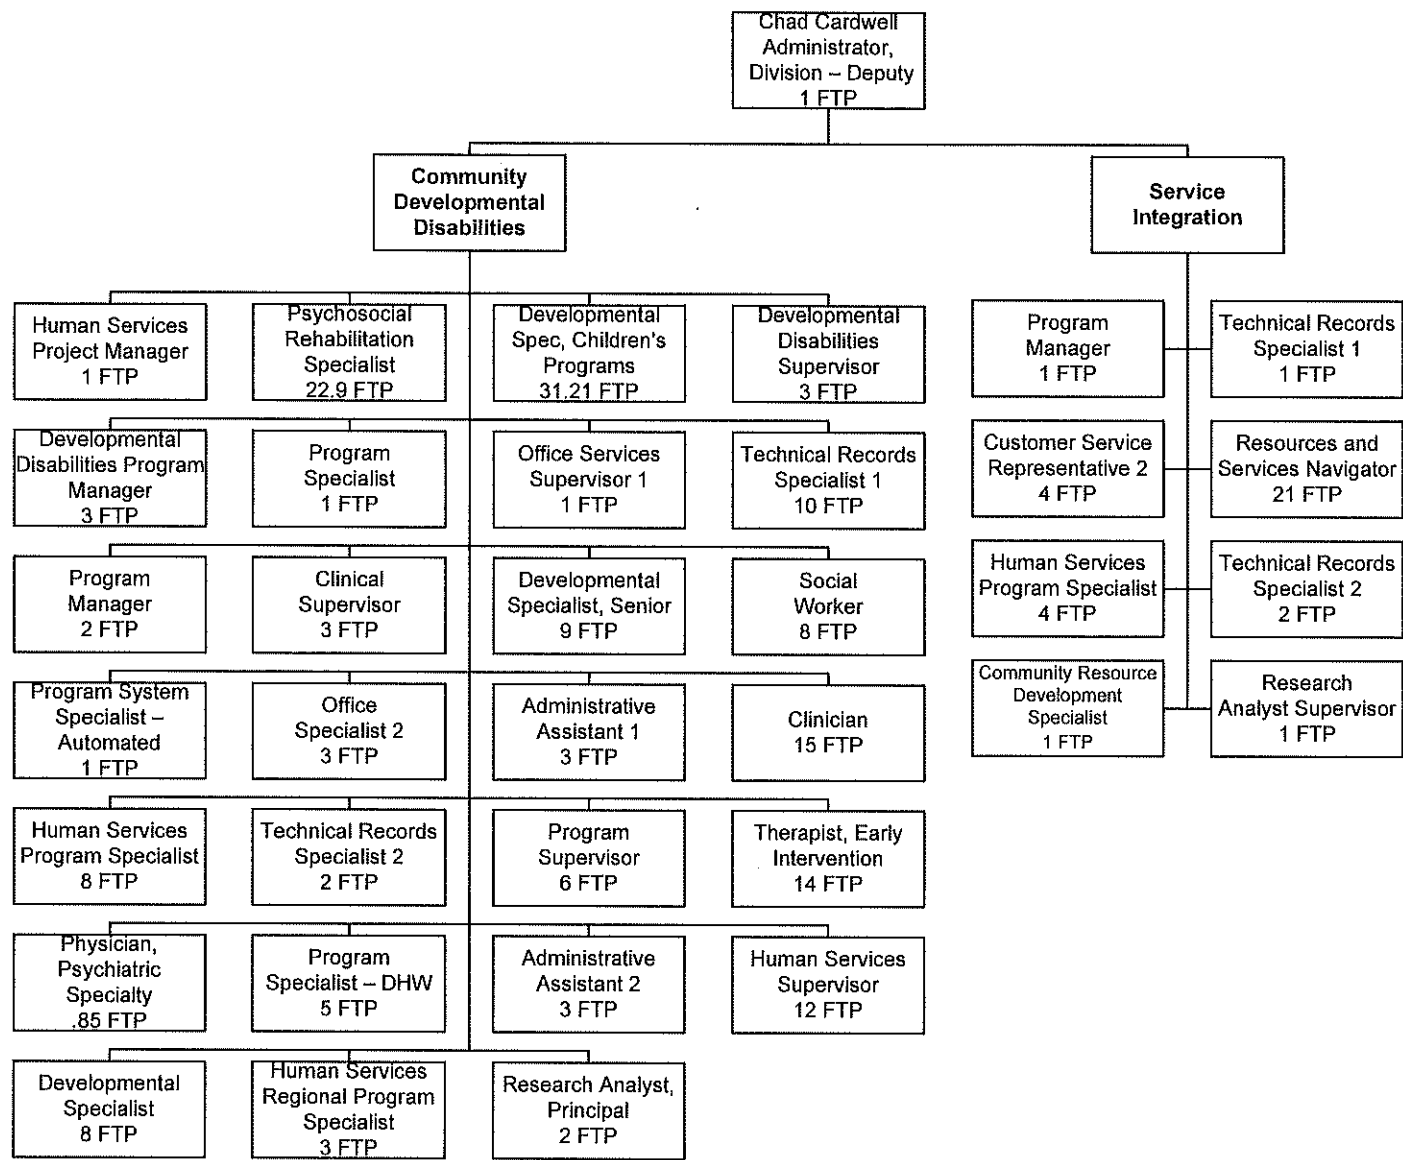 Chad Cardwell
Administrator,
Division – Deputy
1 FTP
Community
Developmental
Disabilities
Service
Integration
Human Services
Project Manager
1 FTP
Psychosocial
Rehabilitation
Specialist
22.9 FTP
Developmental
Spec, Children's
Programs
31.21 FTP
Developmental
Disabilities
Supervisor
3 FTP
Program
Manager
1 FTP
Technical Records
Specialist 1
1 FTP
Developmental
Disabilities Program
Manager
3 FTP
Program
Specialist
1 FTP
Office Services
Supervisor 1
1 FTP
Technical Records
Specialist 1
10 FTP
Customer Service
Representative 2
4 FTP
Resources and
Services Navigator
21 FTP
Program
Manager
2 FTP
Clinical
Supervisor
3 FTP
Developmental
Specialist, Senior
9 FTP
Social
Worker
8 FTP
Human Services
Program Specialist
4 FTP
Technical Records
Specialist 2
2 FTP
Program System
Specialist –
Automated
1 FTP
Office
Specialist 2
3 FTP
Administrative
Assistant 1
3 FTP
Clinician
15 FTP
Community Resource
Development
Specialist
1 FTP
Research
Analyst Supervisor
1 FTP
Human Services
Program Specialist
8 FTP
Technical Records
Specialist 2
2 FTP
Program
Supervisor
6 FTP
Therapist, Early
Intervention
14 FTP
Physician,
Psychiatric
Specialty
.85 FTP
Program
Specialist – DHW
5 FTP
Administrative
Assistant 2
3 FTP
Human Services
Supervisor
12 FTP
Developmental
Specialist
8 FTP
Human Services
Regional Program
Specialist
3 FTP
Research Analyst,
Principal
2 FTP